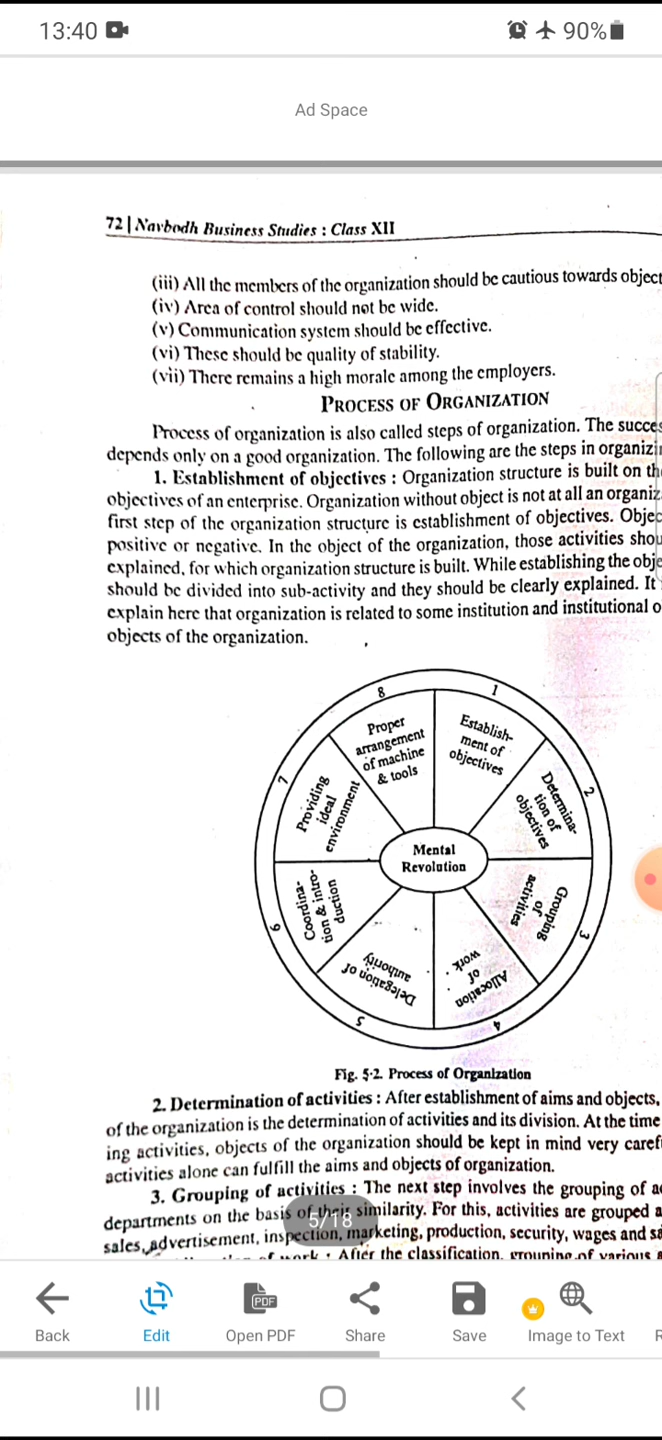 13:40
90%
Ad Space
72 | Navbodh Business Studies : Class XII
(iii) All the members of the organization should be cautious towards object
(iv) Area of control should not be wide.
(v) Communication system should be effective.
(vi) These should be quality of stability.
(vii) There remains a high morale among the employers.
PROCESS OF ORGANIZATION
Process of organization is also called steps of organization. The succes
depends only on a good organization. The following are the steps in organizi
1. Establishment of objectives : Organization structure is built on th
objectives of an enterprise. Organization without object is not at all an organiz
first step of the organization structure is establishment of objectives. Objec
positive or negative. In the object of the organization, those activities shou
explained, for which organization structure is built. While establishing the obje
should be divided into sub-activity and they should be clearly explained. It
explain here that organization is related to some institution and institutional o
objects of the organization.
1
Establish-
ment of
objectives
2
Determina-
tion of
objectives
3
Grouping
of
activities
4
Allocation
of
work
5
Delegation of
authority
6
Coordina-
tion & intro-
duction
7
Providing
ideal
environment
8
Proper
arrangement
of machine
& tools
Mental
Revolution
Fig. 5·2. Process of Organization
2. Determination of activities : After establishment of aims and objects,
of the organization is the determination of activities and its division. At the time
ing activities, objects of the organization should be kept in mind very caref
activities alone can fulfill the aims and objects of organization.
3. Grouping of activities : The next step involves the grouping of a
departments on the basis of their similarity. For this, activities are grouped a
5/18
sales, advertisement, inspection, marketing, production, security, wages and sa
of work : After the classification, grouping of various a
Back
Edit
PDF
Open PDF
Share
Save
Image to Text